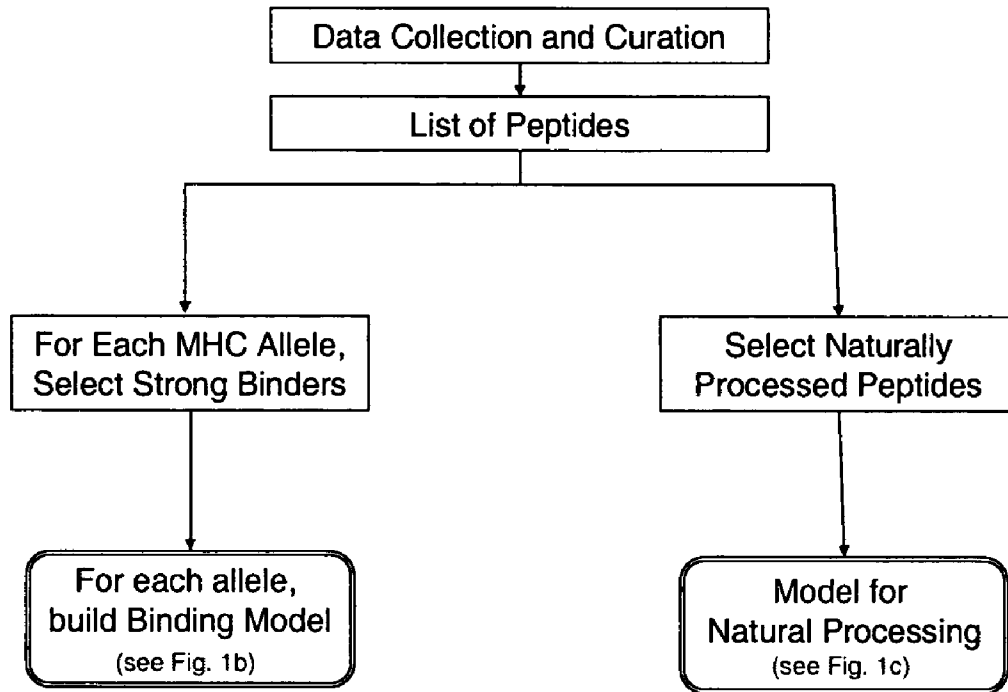 Data Collection and Curation
List of Peptides
For Each MHC Allele,
Select Strong Binders
Select Naturally
Processed Peptides
For each allele,
build Binding Model
(see Fig. 1b)
Model for
Natural Processing
(see Fig. 1c)